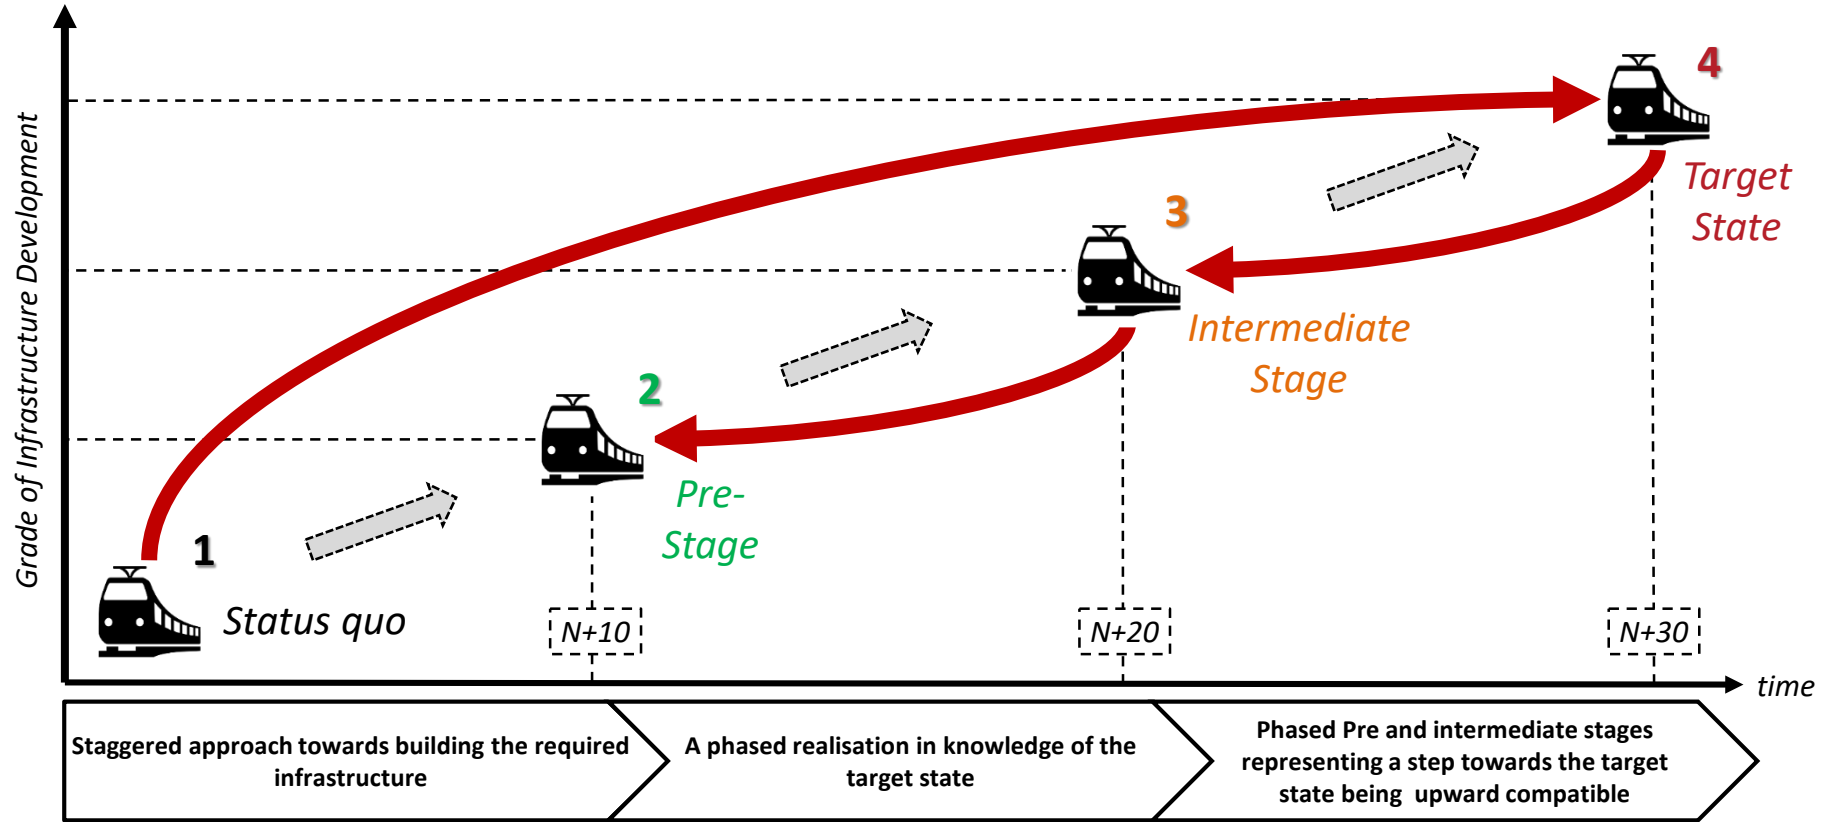 Grade of Infrastructure Development
4
Target
State
3
Intermediate
Stage
2
Pre-
Stage
1
Status quo
N+10
N+20
N+30
time
Staggered approach towards building the required
infrastructure
A phased realisation in knowledge of the
target state
Phased Pre and intermediate stages
representing a step towards the target
state being  upward compatible